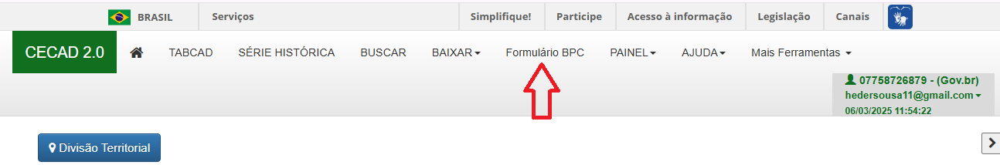 BRASIL Serviços Simplifique! Participe Acesso à informação Legislação Canais
CECAD 2.0 TABCAD SÉRIE HISTÓRICA BUSCAR BAIXAR Formulário BPC PAINEL AJUDA Mais Ferramentas
07758726879 - (Gov.br)
hedersousa11@gmail.com
06/03/2025 11:54:22
Divisão Territorial